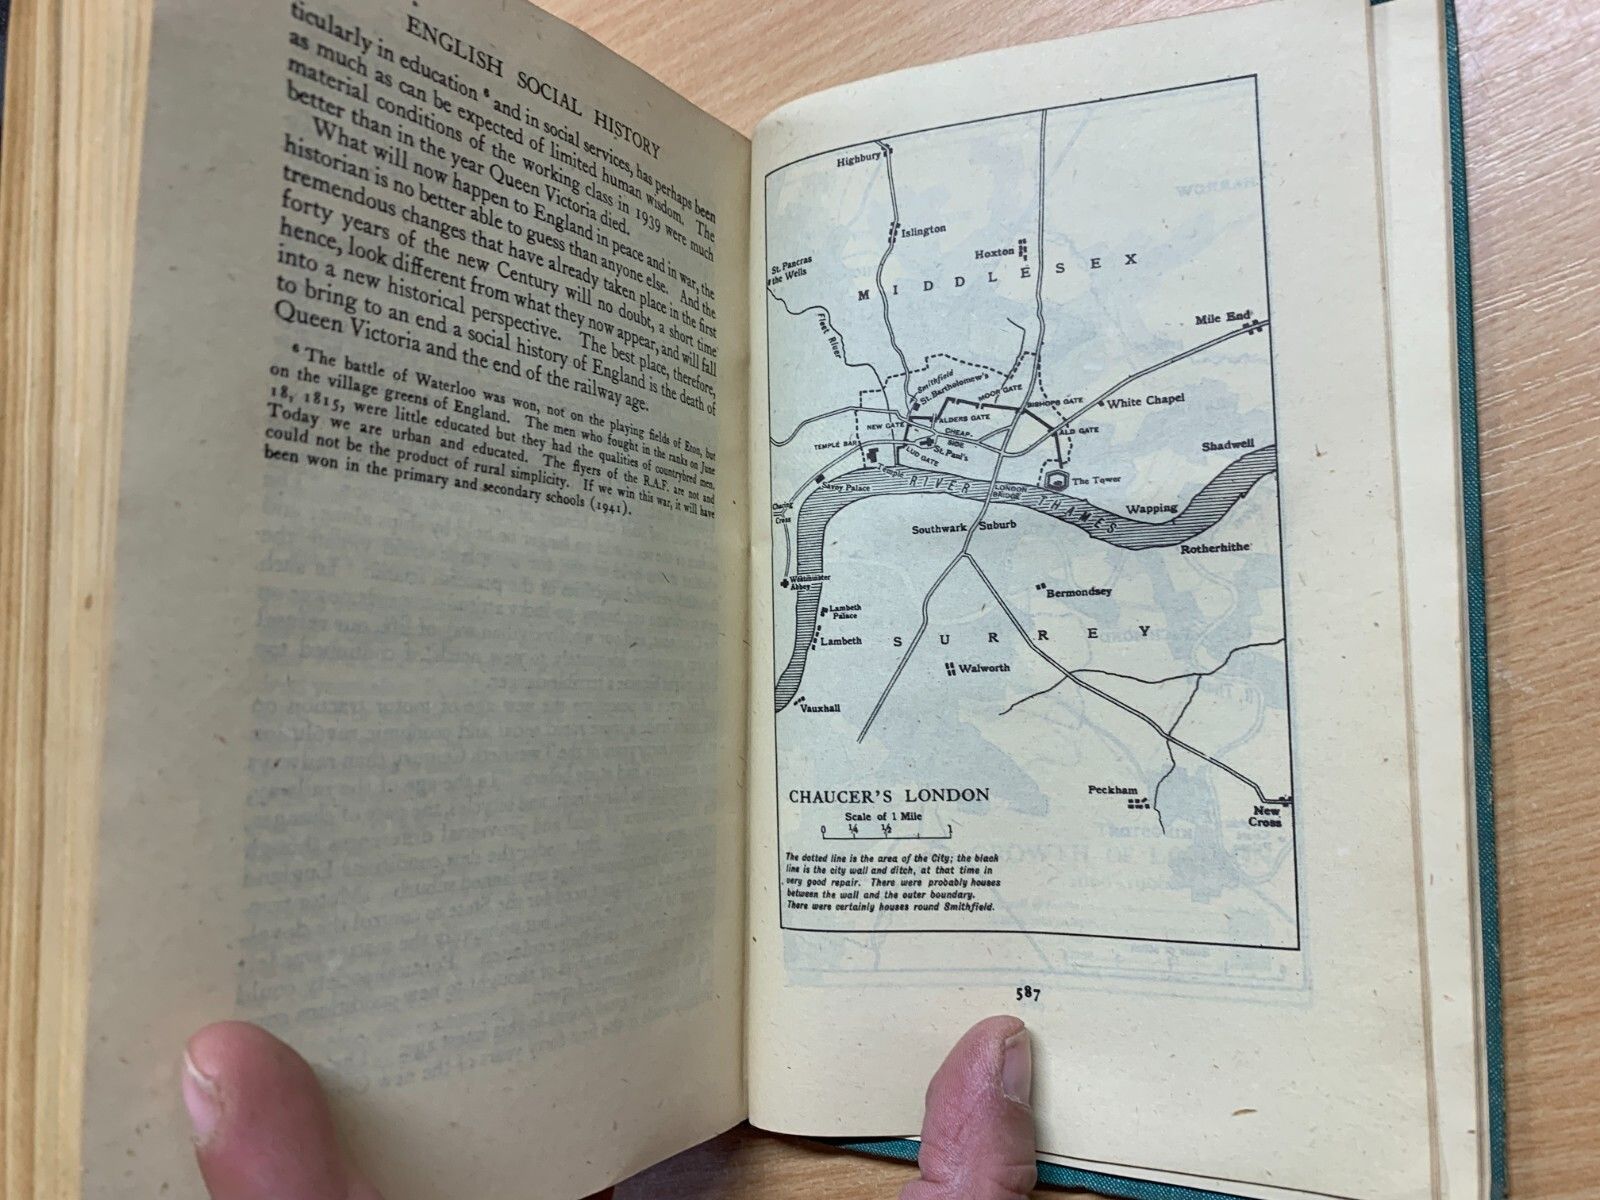 ENGLISH SOCIAL HISTORY
ticularly in education ⁶ and in social services, has perhaps been
as much as can be expected of limited human wisdom. The
material conditions of the working class in 1939 were much
better than in the year Queen Victoria died.
What will now happen to England in peace and in war, the
historian is no better able to guess than anyone else. And the
tremendous changes that have already taken place in the first
forty years of the new Century will no doubt, a short time
hence, look different from what they now appear, and will fall
into a new historical perspective. The best place, therefore,
to bring to an end a social history of England is the death of
Queen Victoria and the end of the railway age.
⁶ The battle of Waterloo was won, not on the playing fields of Eton, but
on the village greens of England. The men who fought in the ranks on June
18, 1815, were little educated but they had the qualities of countrybred men.
Today we are urban and educated. The flyers of the R.A.F. are not and
could not be the product of rural simplicity. If we win this war, it will have
been won in the primary and secondary schools (1941).
Highbury
Islington
Hoxton
St. Pancras
the Wells
MIDDLESEX
Fleet River
Mile End
Smithfield
St. Bartholomew's
MOOR GATE
BISHOPS GATE
White Chapel
ALDERS GATE
NEW GATE
CHEAP-
SIDE
ALD GATE
TEMPLE BAR
St. Paul's
LUD GATE
Shadwell
Temple
RIVER THAMES
LONDON
BRIDGE
The Tower
Savoy Palace
Charing
Cross
Wapping
Southwark Suburb
Rotherhithe
Westminster
Abbey
Bermondsey
Lambeth
Palace
Lambeth
SURREY
Walworth
Vauxhall
Peckham
New
Cross
CHAUCER'S LONDON
Scale of 1 Mile
0 ¼ ½ 1
The dotted line is the area of the City; the black
line is the city wall and ditch, at that time in
very good repair. There were probably houses
between the wall and the outer boundary.
There were certainly houses round Smithfield.
587